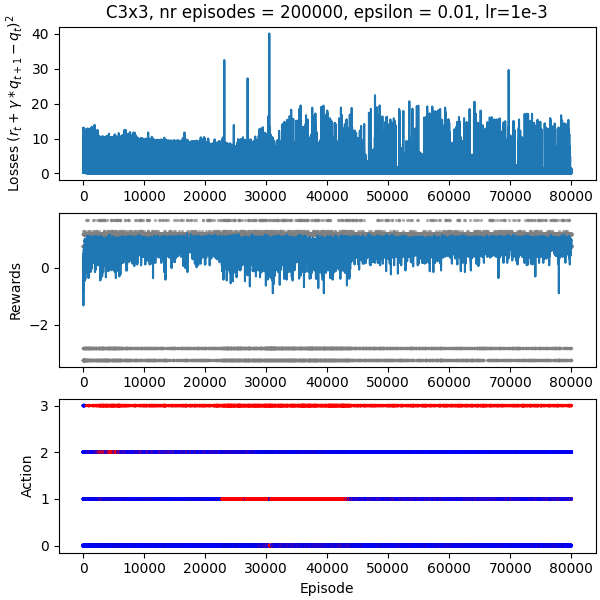 C3x3, nr episodes = 200000, epsilon = 0.01, lr=1e-3
Losses $(r_t + \gamma * q_{t+1} - q_t)^2$
40
30
20
10
0
0 10000 20000 30000 40000 50000 60000 70000 80000
Rewards
0
−2
0 10000 20000 30000 40000 50000 60000 70000 80000
Action
3
2
1
0
0 10000 20000 30000 40000 50000 60000 70000 80000
Episode